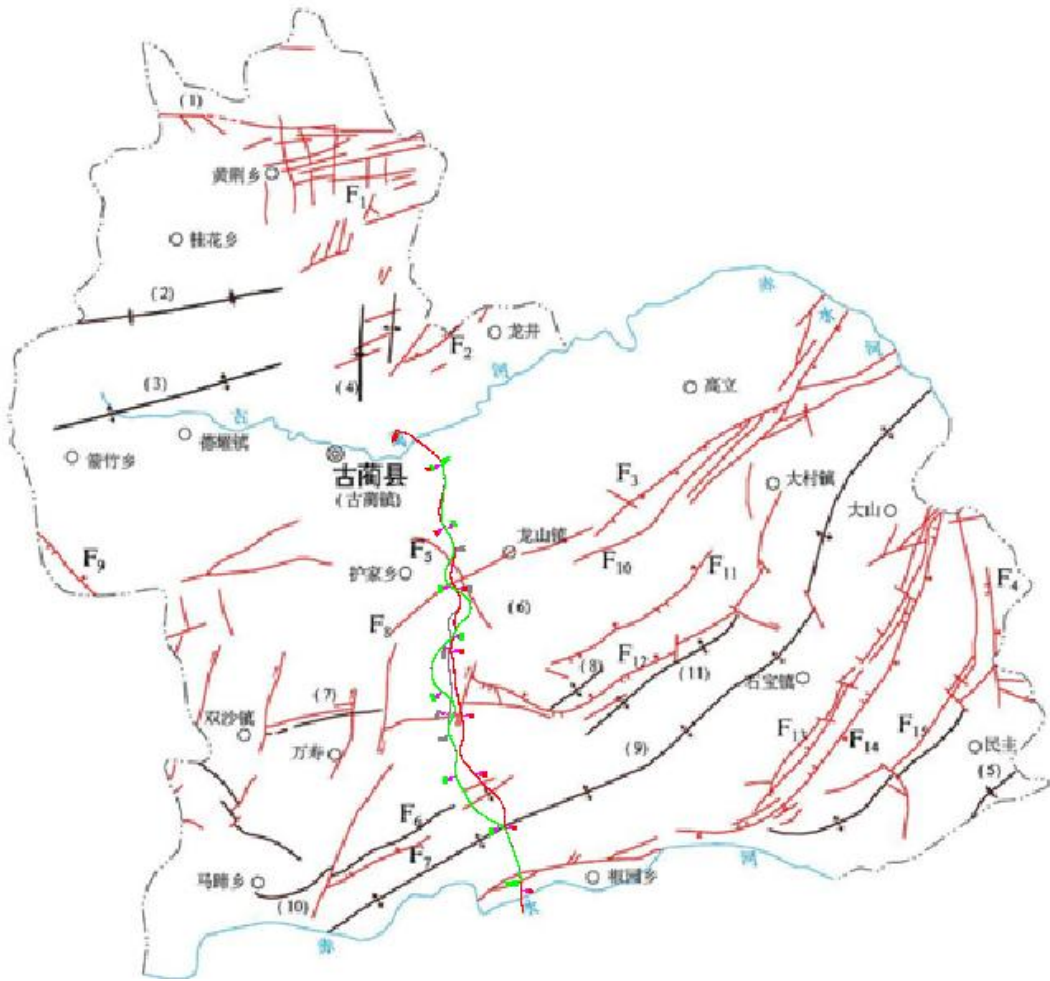 (1)
黄荆乡
F1
桂花乡
(2)
赤
水
河
龙井
F2
河
(3)
(4)
高立
古
德耀镇
蔺
箭竹乡
古蔺县
(古蔺镇)
F3
大村镇
大山
F5
龙山镇
F9
护家乡
F10
F11
F4
(6)
F8
(8)
F12
(11)
石宝镇
(7)
双沙镇
万寿
F13
F14
F15
民主
(9)
(5)
F6
F7
马蹄乡
(10)
河
椒园乡
水
赤